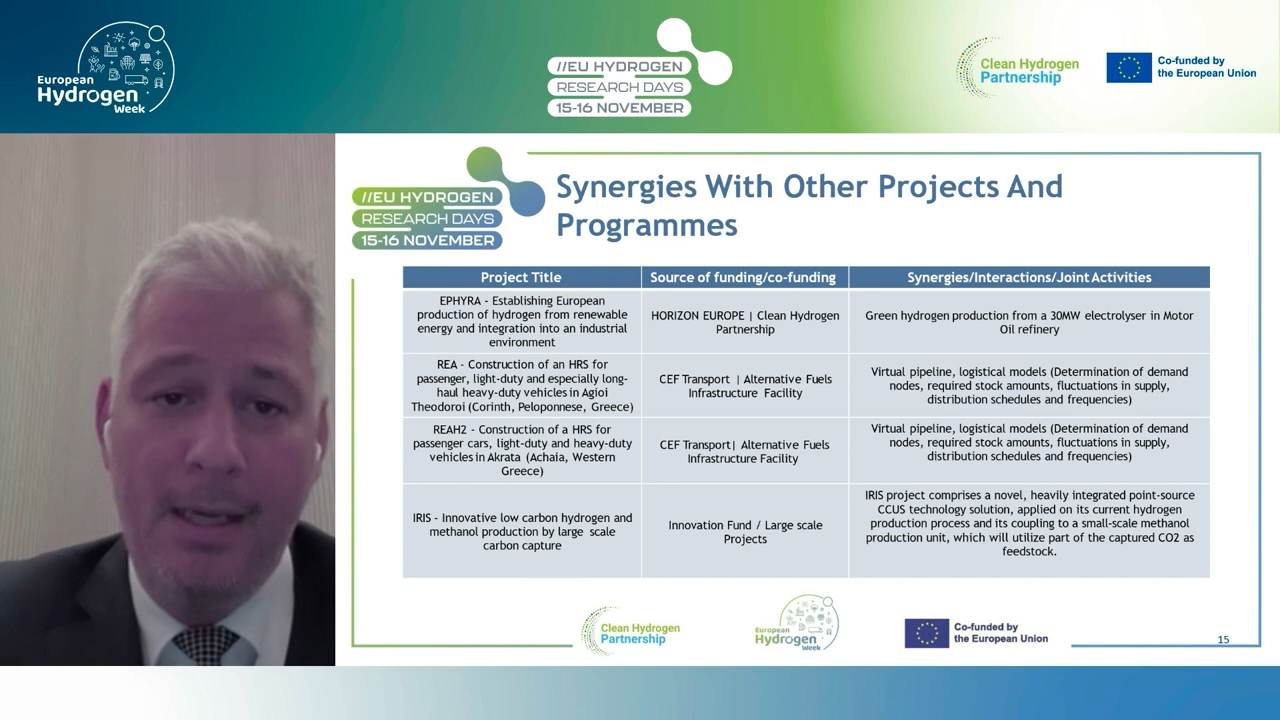 European
Hydrogen
Week
//EU HYDROGEN
RESEARCH DAYS
15-16 NOVEMBER
Clean Hydrogen
Partnership
Co-funded by
the European Union
//EU HYDROGEN
RESEARCH DAYS
15-16 NOVEMBER
Synergies With Other Projects And
Programmes
Project Title
Source of funding/co-funding
Synergies/Interactions/Joint Activities
EPHYRA - Establishing European
production of hydrogen from renewable
energy and integration into an industrial
environment
HORIZON EUROPE | Clean Hydrogen
Partnership
Green hydrogen production from a 30MW electrolyser in Motor
Oil refinery
REA - Construction of an HRS for
passenger, light-duty and especially long-
haul heavy-duty vehicles in Agioi
Theodoroi (Corinth, Peloponnese, Greece)
CEF Transport | Alternative Fuels
Infrastructure Facility
Virtual pipeline, logistical models (Determination of demand
nodes, required stock amounts, fluctuations in supply,
distribution schedules and frequencies)
REAH2 - Construction of a HRS for
passenger cars, light-duty and heavy-duty
vehicles in Akrata (Achaia, Western
Greece)
CEF Transport| Alternative Fuels
Infrastructure Facility
Virtual pipeline, logistical models (Determination of demand
nodes, required stock amounts, fluctuations in supply,
distribution schedules and frequencies)
IRIS - Innovative low carbon hydrogen and
methanol production by large scale
carbon capture
Innovation Fund / Large scale
Projects
IRIS project comprises a novel, heavily integrated point-source
CCUS technology solution, applied on its current hydrogen
production process and its coupling to a small-scale methanol
production unit, which will utilize part of the captured CO2 as
feedstock.
Clean Hydrogen
Partnership
European
Hydrogen
Week
Co-funded by
the European Union
15